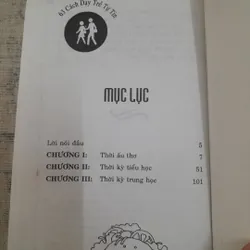 63 Cách Dạy Trẻ Tự Tin
MỤC LỤC
Lời nói đầu 5
CHƯƠNG I: Thời ấu thơ 7
CHƯƠNG II: Thời kỳ tiểu học 51
CHƯƠNG III: Thời kỳ trung học 101